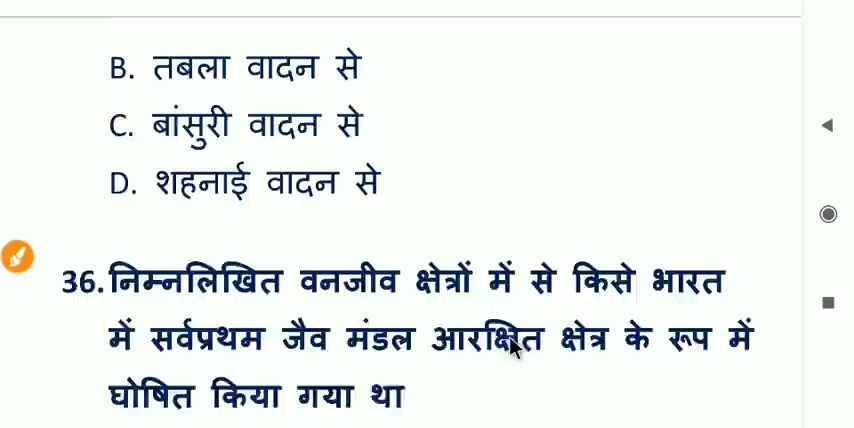 B. तबला वादन से
C. बांसुरी वादन से
D. शहनाई वादन से
36. निम्नलिखित वनजीव क्षेत्रों में से किसे भारत
में सर्वप्रथम जैव मंडल आरक्षित क्षेत्र के रूप में
घोषित किया गया था